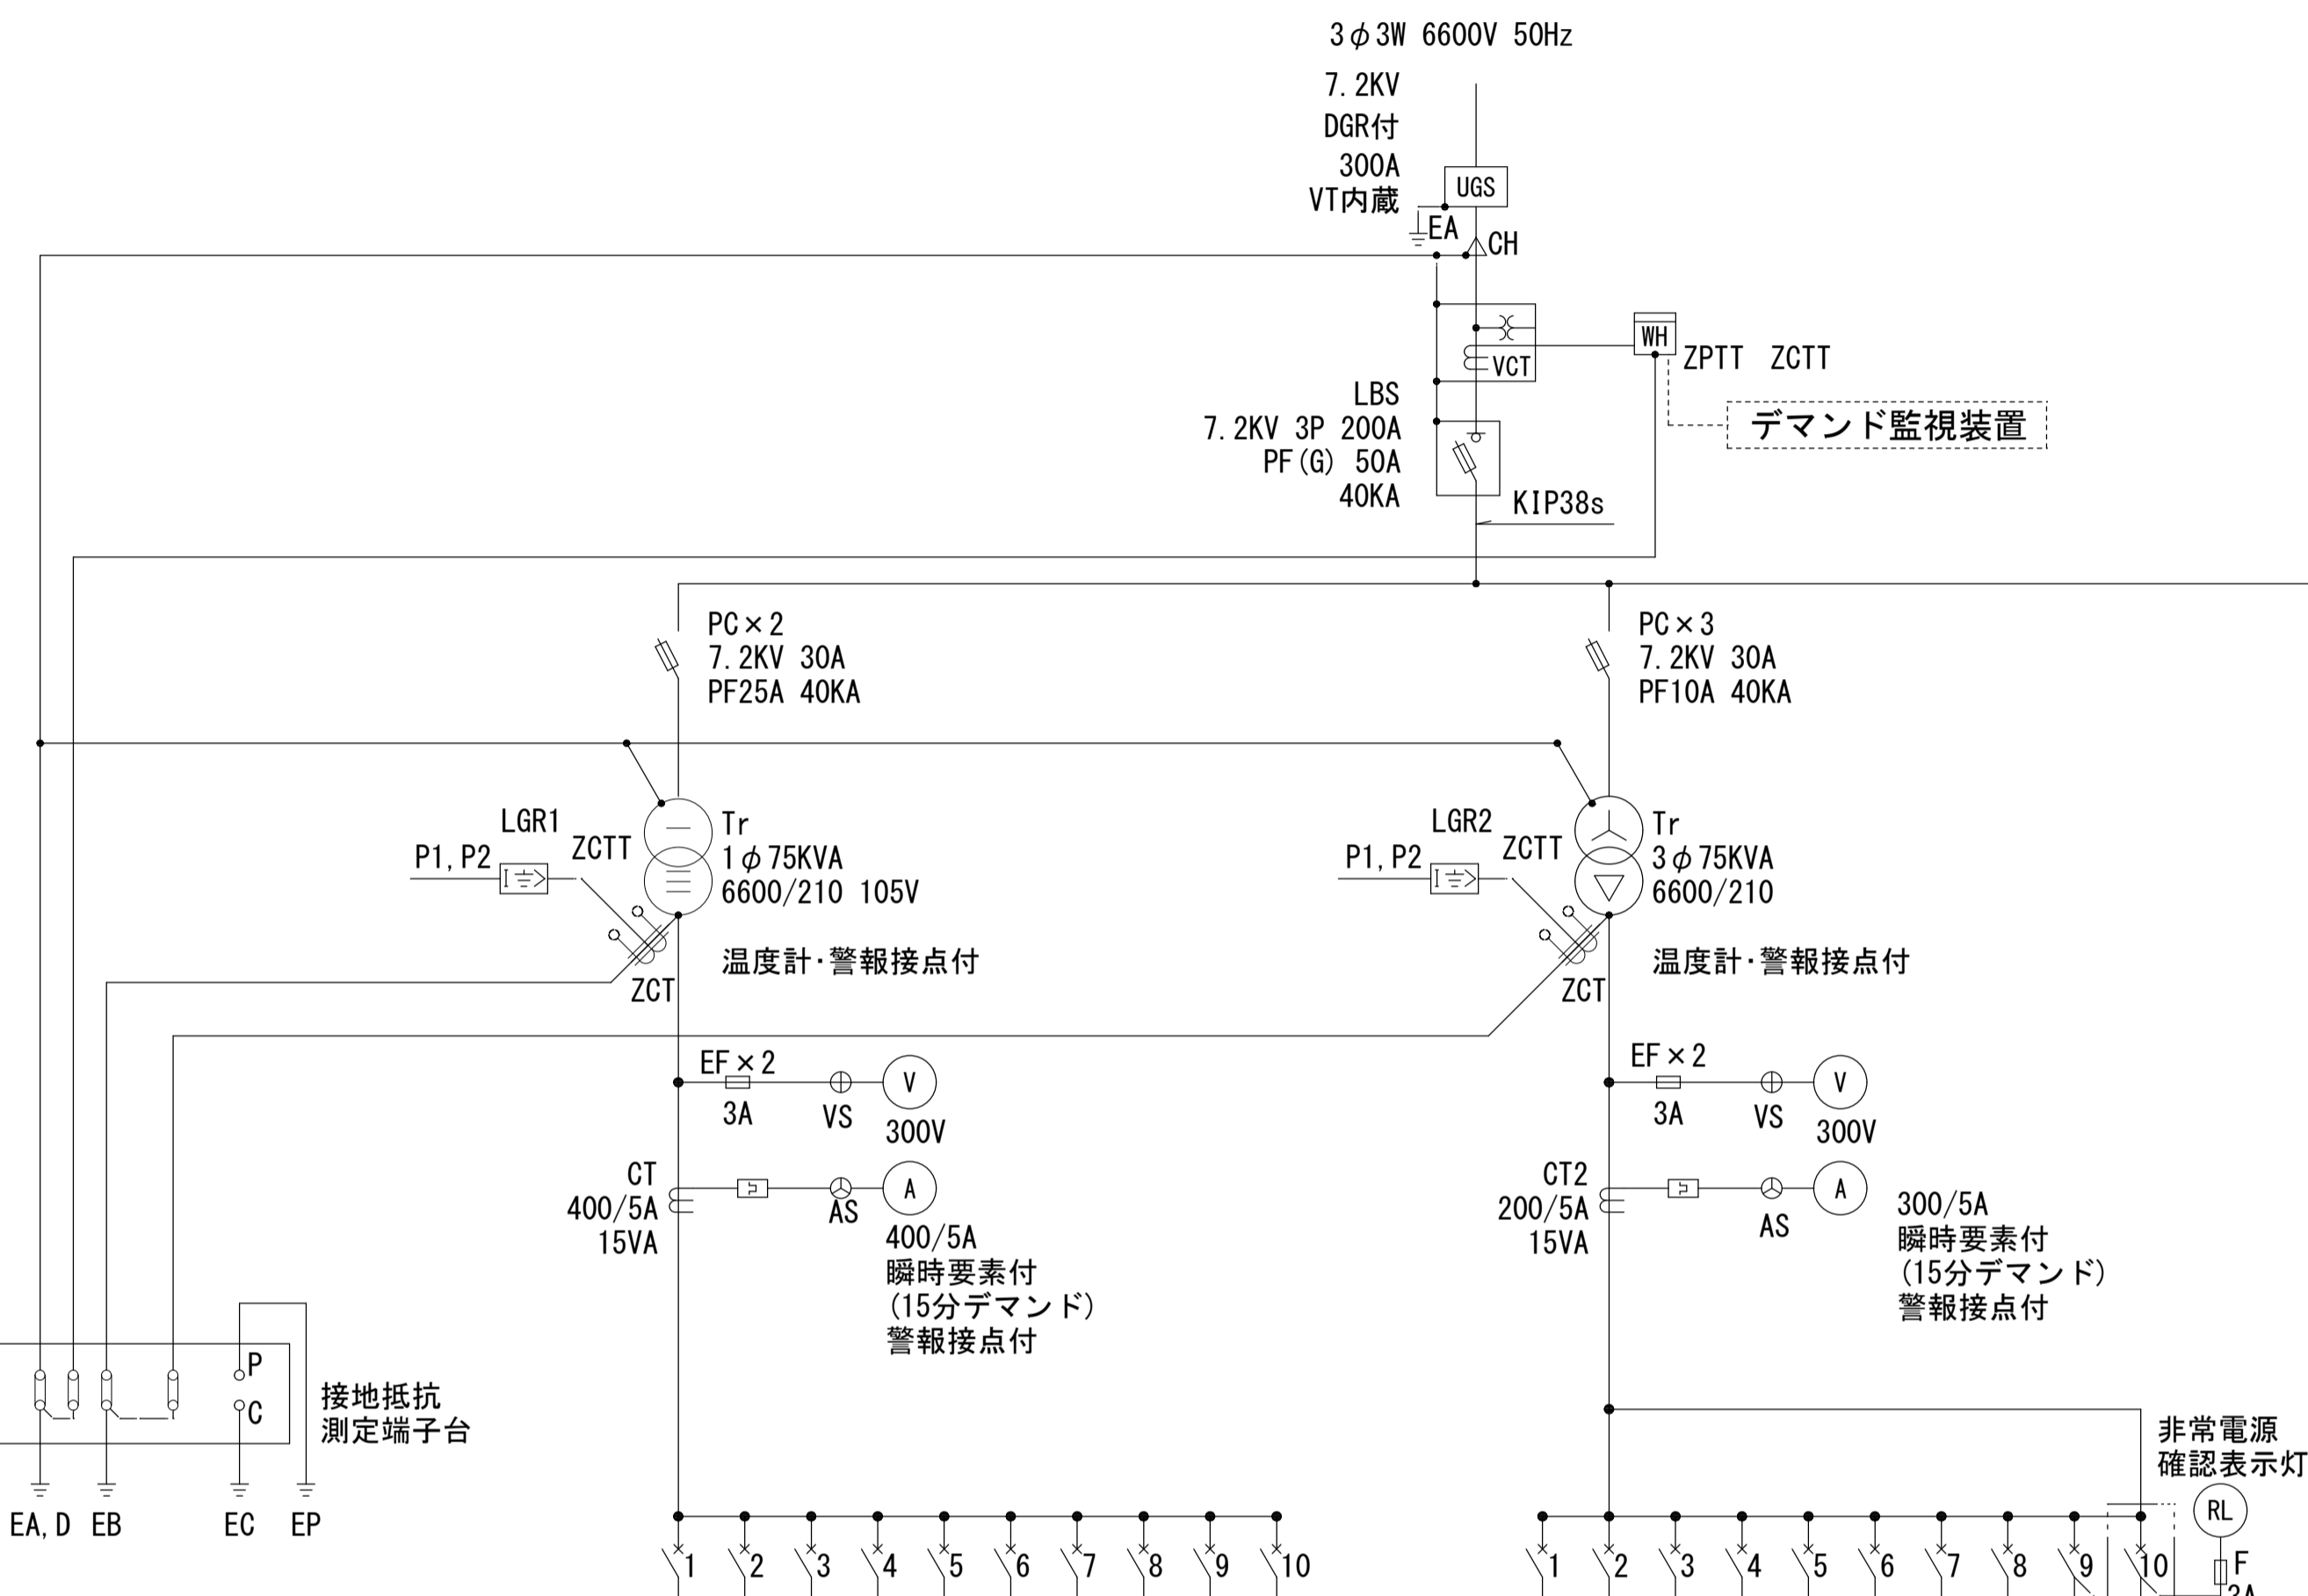 3φ3W 6600V 50Hz
7.2KV
DGR付
300A
VT内蔵
UGS
EA
CH
WH
ZPTT ZCTT
VCT
デマンド監視装置
LBS
7.2KV 3P 200A
PF(G) 50A
40KA
KIP38s
PC×2
7.2KV 30A
PF25A 40KA
PC×3
7.2KV 30A
PF10A 40KA
LGR1
ZCTT
P1,P2
Tr
1φ75KVA
6600/210 105V
温度計・警報接点付
ZCT
LGR2
ZCTT
P1,P2
Tr
3φ75KVA
6600/210
温度計・警報接点付
ZCT
EF×2
3A
VS
V
300V
CT
400/5A
15VA
AS
A
400/5A
瞬時要素付
(15分デマンド)
警報接点付
EF×2
3A
VS
V
300V
CT2
200/5A
15VA
AS
A
300/5A
瞬時要素付
(15分デマンド)
警報接点付
P
C
接地抵抗
測定端子台
EA,D EB EC EP
非常電源
確認表示灯
RL
1 2 3 4 5 6 7 8 9 10
1 2 3 4 5 6 7 8 9 10
F
3A